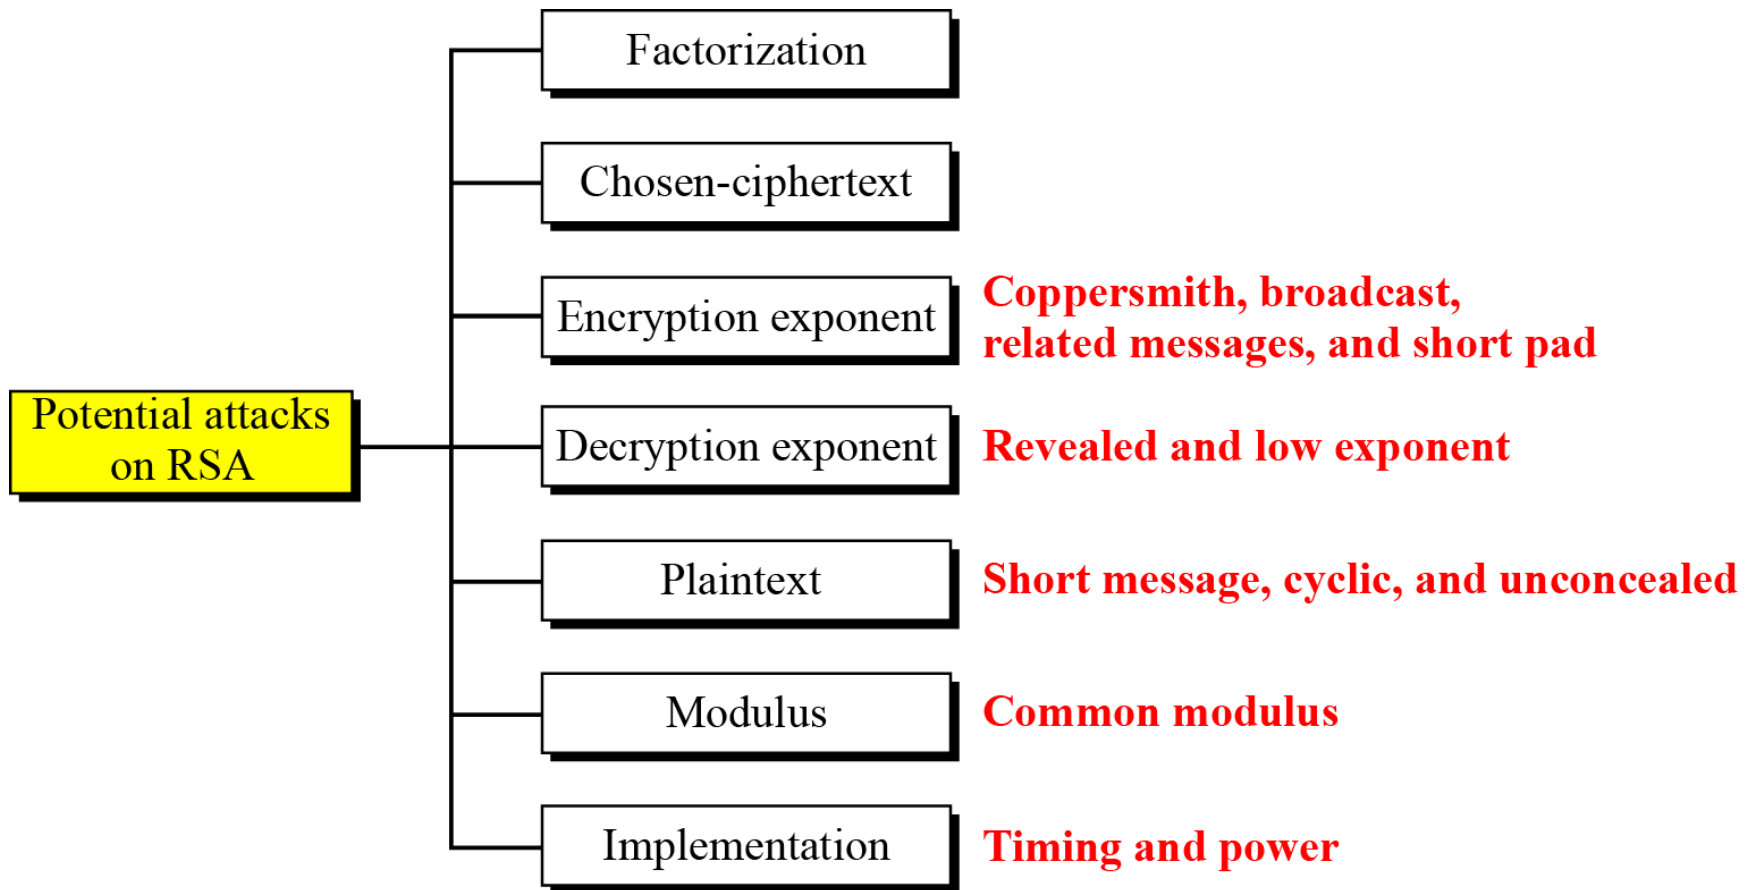 Factorization
Chosen-ciphertext
Encryption exponent
Coppersmith, broadcast,
related messages, and short pad
Potential attacks
on RSA
Decryption exponent
Revealed and low exponent
Plaintext
Short message, cyclic, and unconcealed
Modulus
Common modulus
Implementation
Timing and power